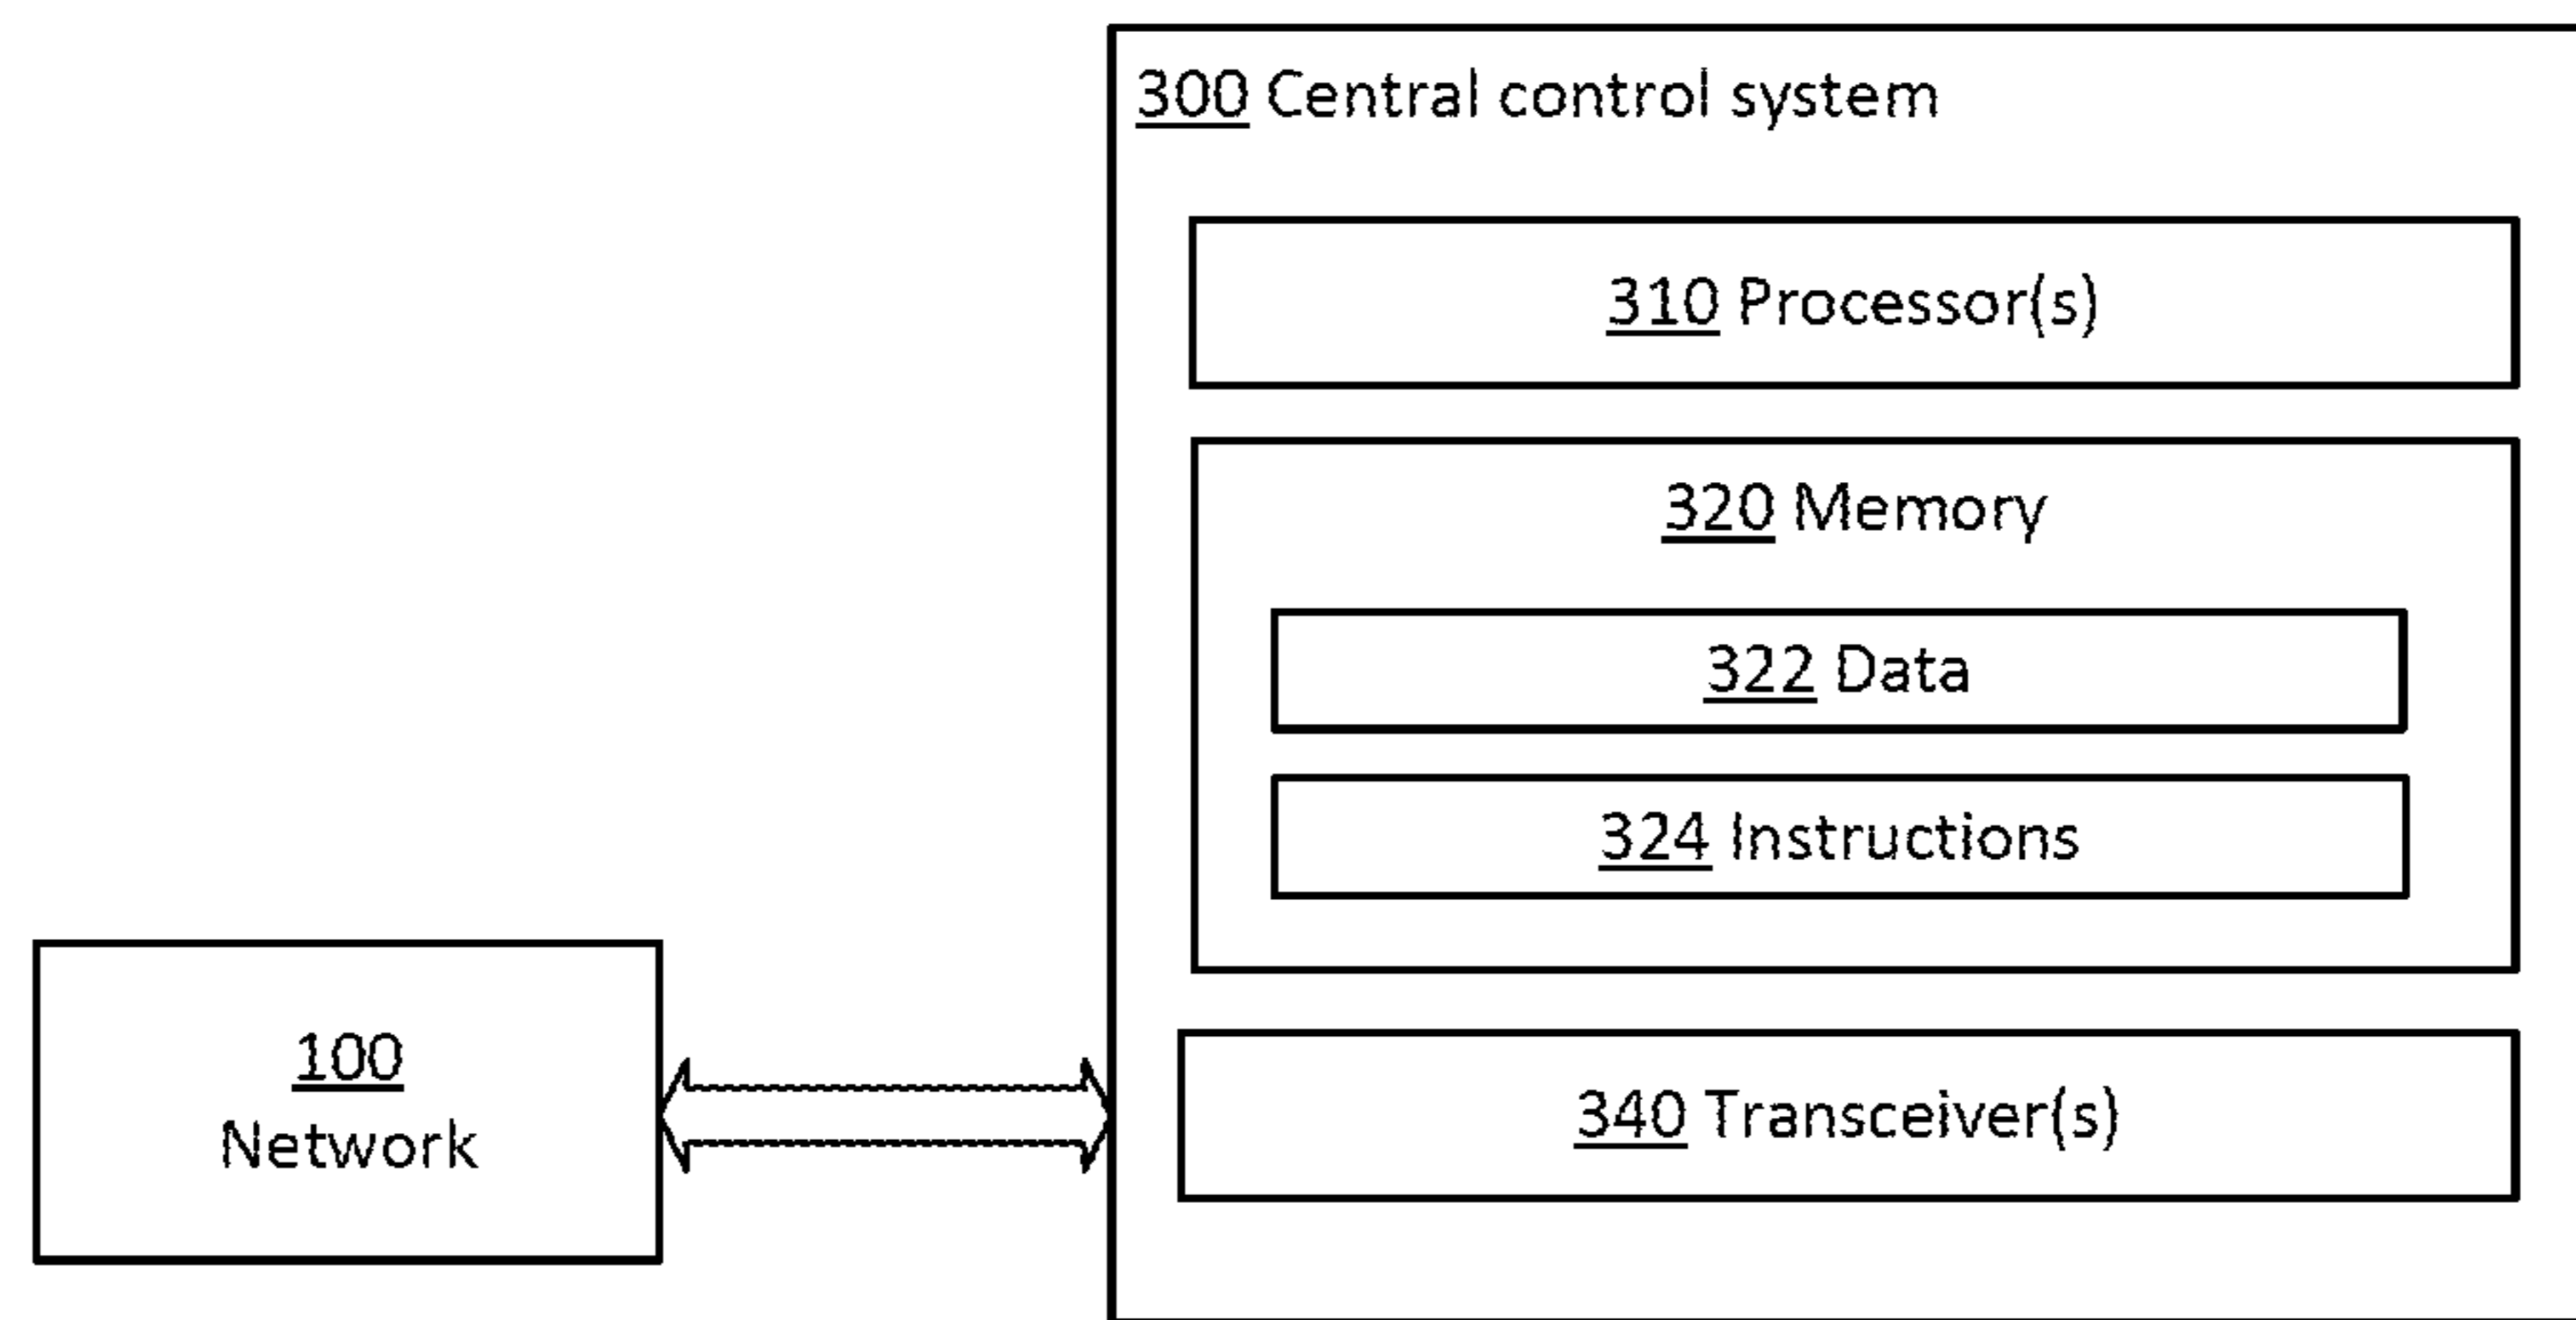 300 Central control system
310 Processor(s)
320 Memory
322 Data
324 Instructions
340 Transceiver(s)
100
Network